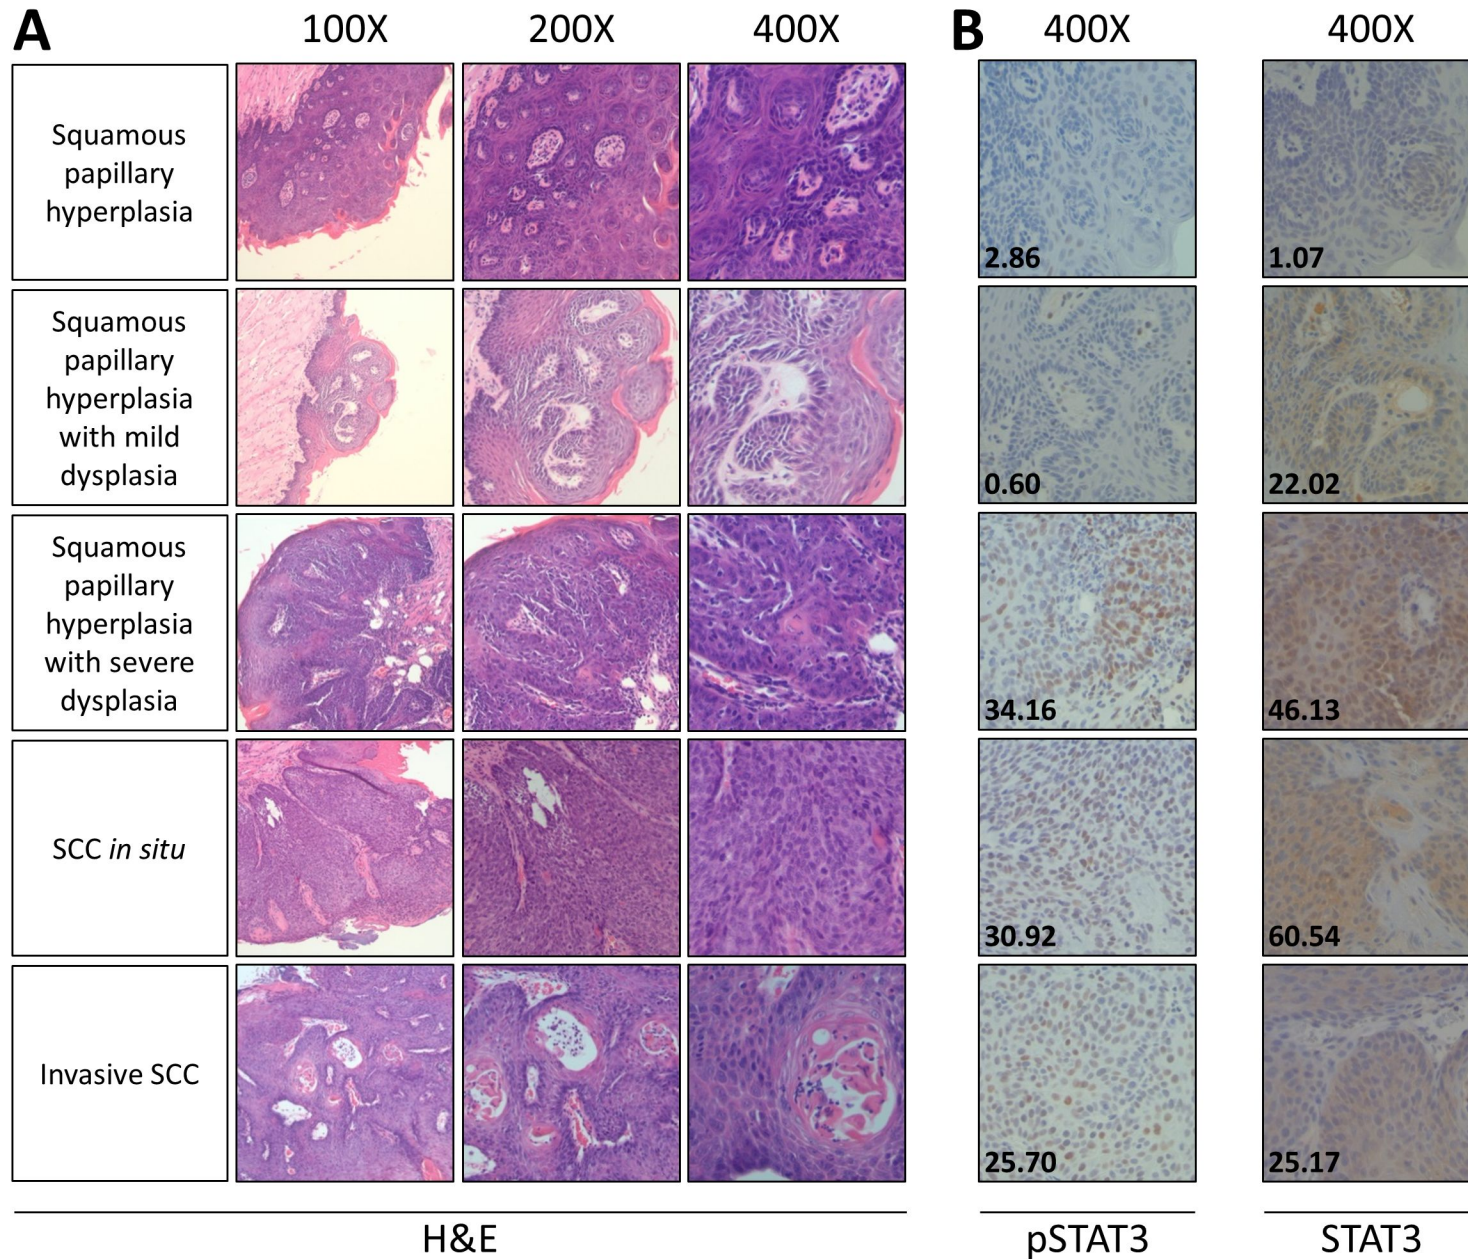 A
100X
200X
400X
B
400X
400X
Squamous
papillary
hyperplasia
2.86
1.07
Squamous
papillary
hyperplasia
with mild
dysplasia
0.60
22.02
Squamous
papillary
hyperplasia
with severe
dysplasia
34.16
46.13
SCC in situ
30.92
60.54
Invasive SCC
25.70
25.17
H&E
pSTAT3
STAT3